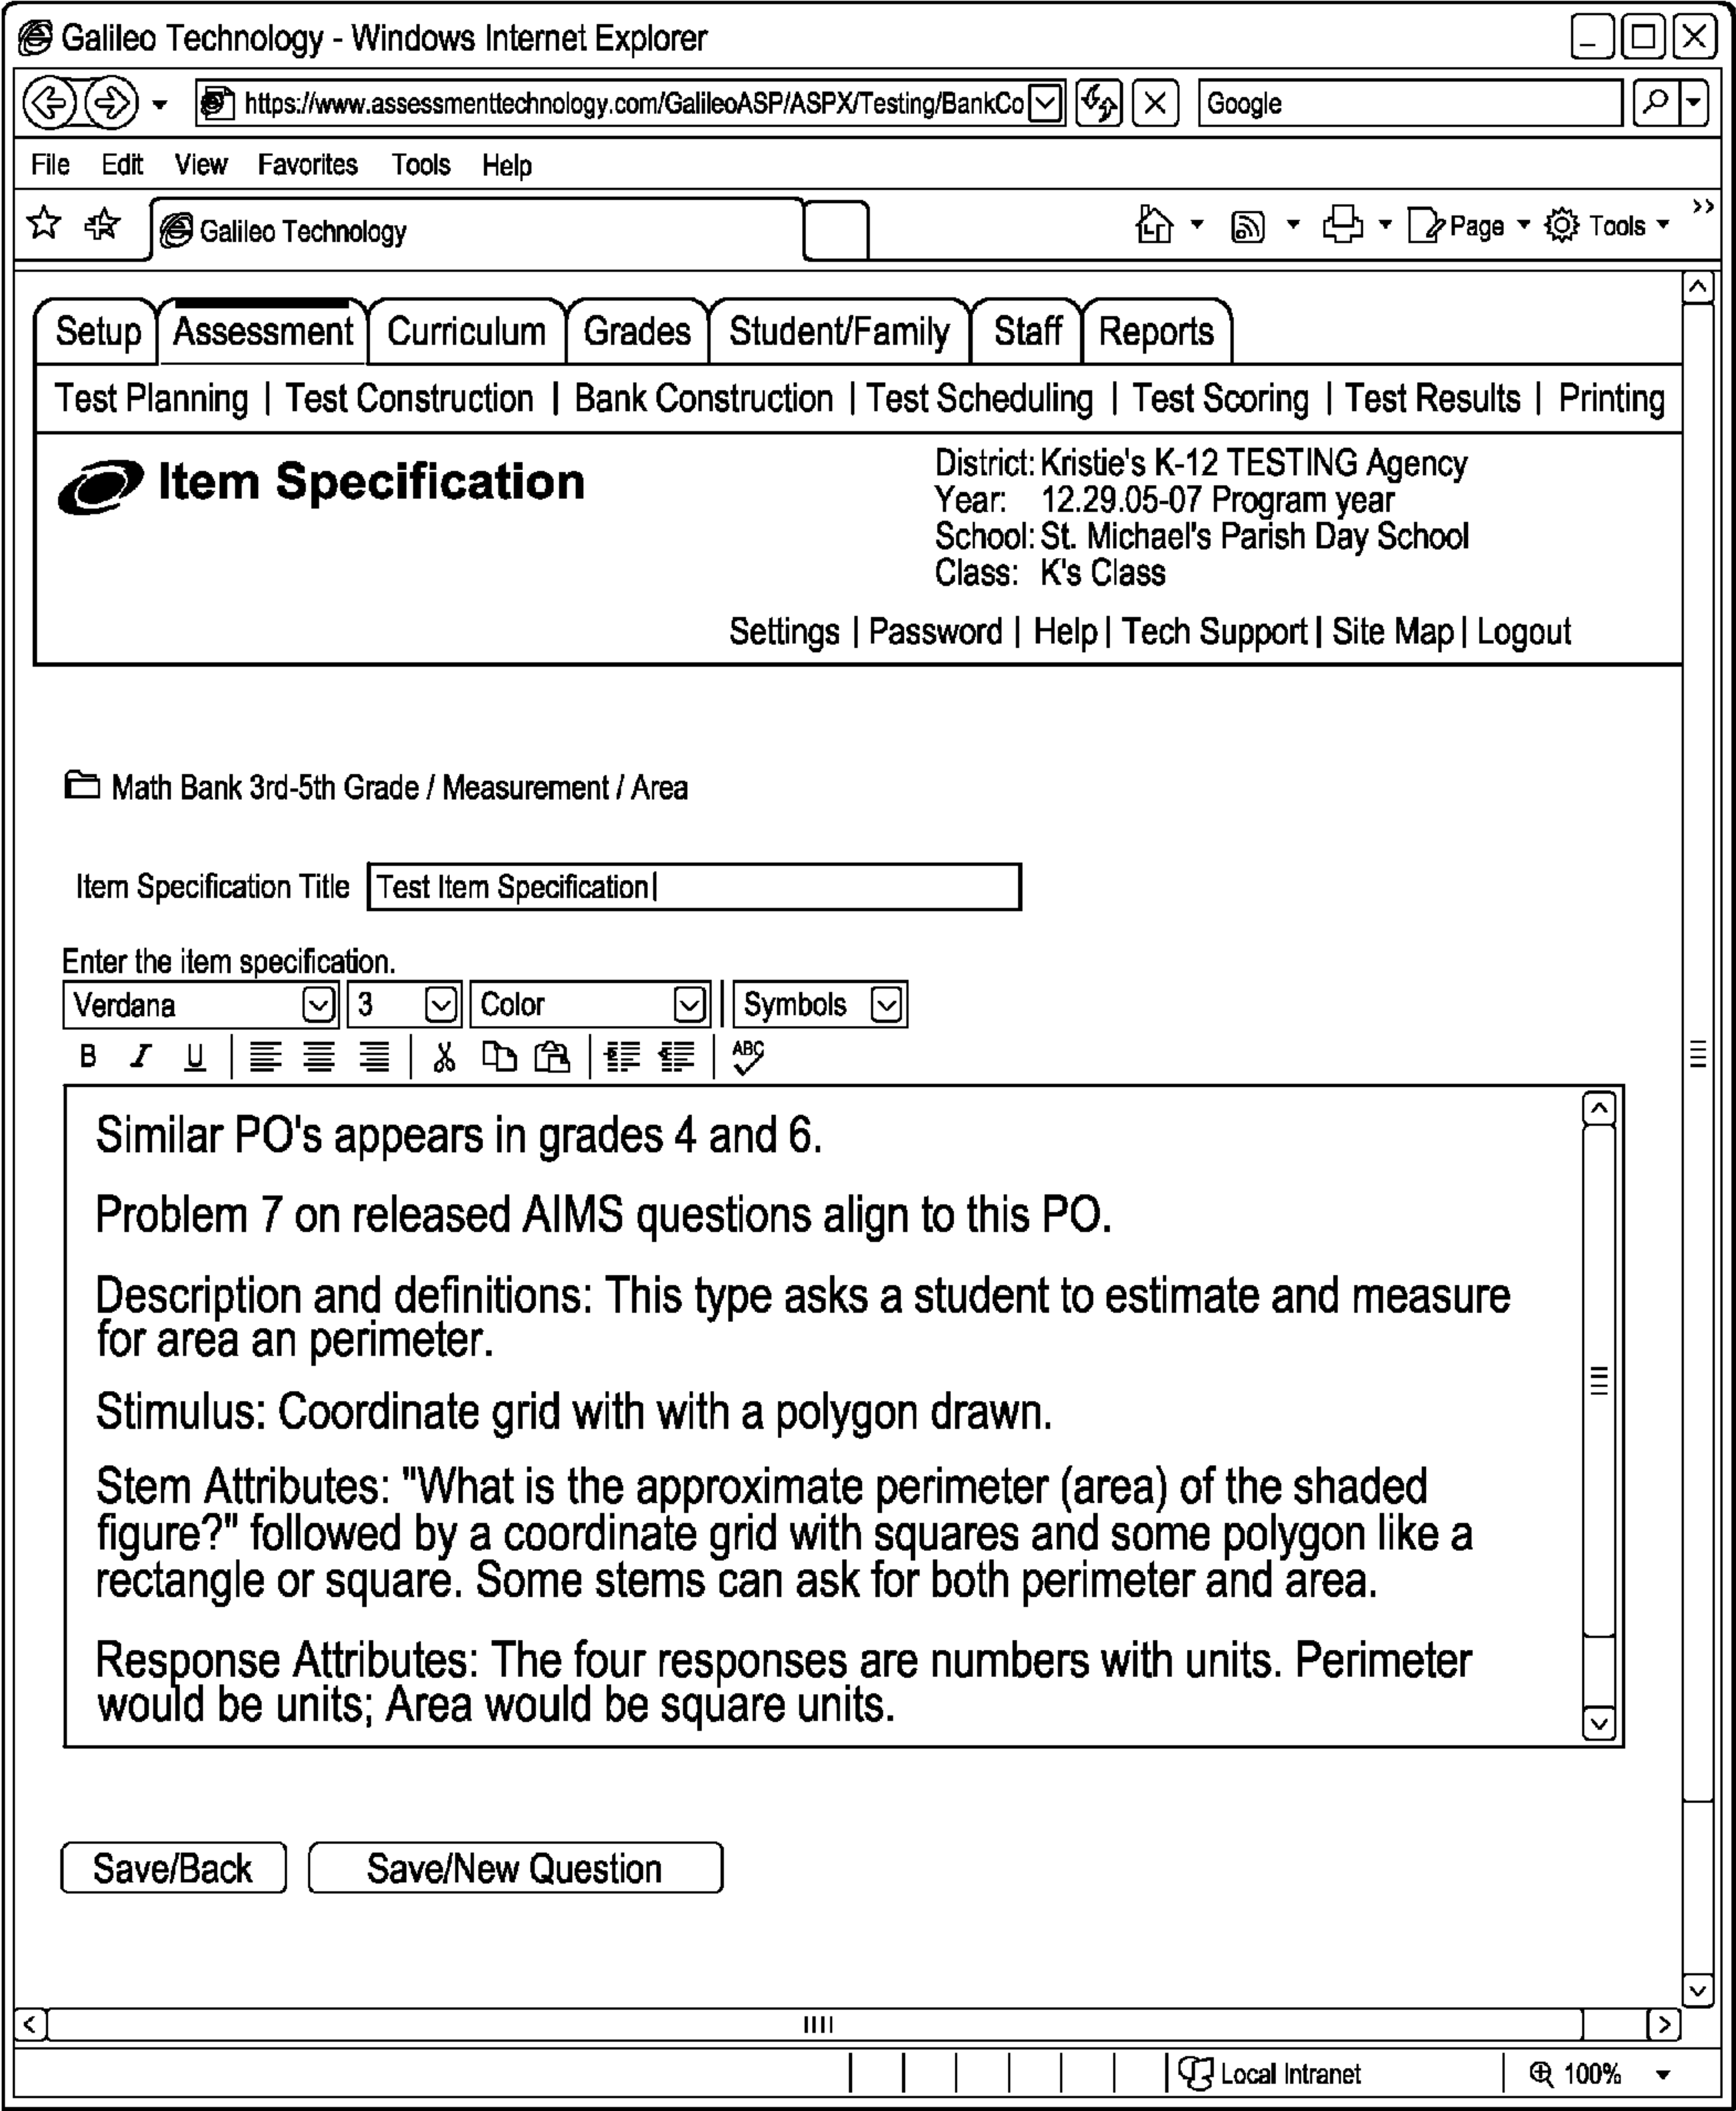 Galileo Technology - Windows Internet Explorer
https://www.assessmenttechnology.com/GalileoASP/ASPX/Testing/BankCo
Google
File Edit View Favorites Tools Help
Galileo Technology
Page Tools
Setup Assessment Curriculum Grades Student/Family Staff Reports
Test Planning | Test Construction | Bank Construction | Test Scheduling | Test Scoring | Test Results | Printing
Item Specification
District: Kristie's K-12 TESTING Agency
Year: 12.29.05-07 Program year
School: St. Michael's Parish Day School
Class: K's Class
Settings | Password | Help | Tech Support | Site Map | Logout
Math Bank 3rd-5th Grade / Measurement / Area
Item Specification Title Test Item Specification
Enter the item specification.
Verdana 3 Color Symbols
B I U ABC
Similar PO's appears in grades 4 and 6.
Problem 7 on released AIMS questions align to this PO.
Description and definitions: This type asks a student to estimate and measure
for area an perimeter.
Stimulus: Coordinate grid with with a polygon drawn.
Stem Attributes: "What is the approximate perimeter (area) of the shaded
figure?" followed by a coordinate grid with squares and some polygon like a
rectangle or square. Some stems can ask for both perimeter and area.
Response Attributes: The four responses are numbers with units. Perimeter
would be units; Area would be square units.
Save/Back Save/New Question
Local Intranet 100%